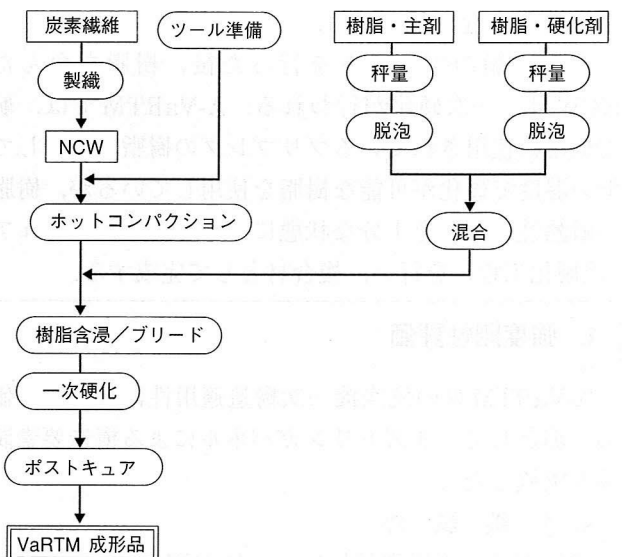 炭素繊維
ツール準備
樹脂・主剤
樹脂・硬化剤
製織
秤量
秤量
NCW
脱泡
脱泡
ホットコンパクション
混合
樹脂含浸／ブリード
一次硬化
ポストキュア
VaRTM 成形品